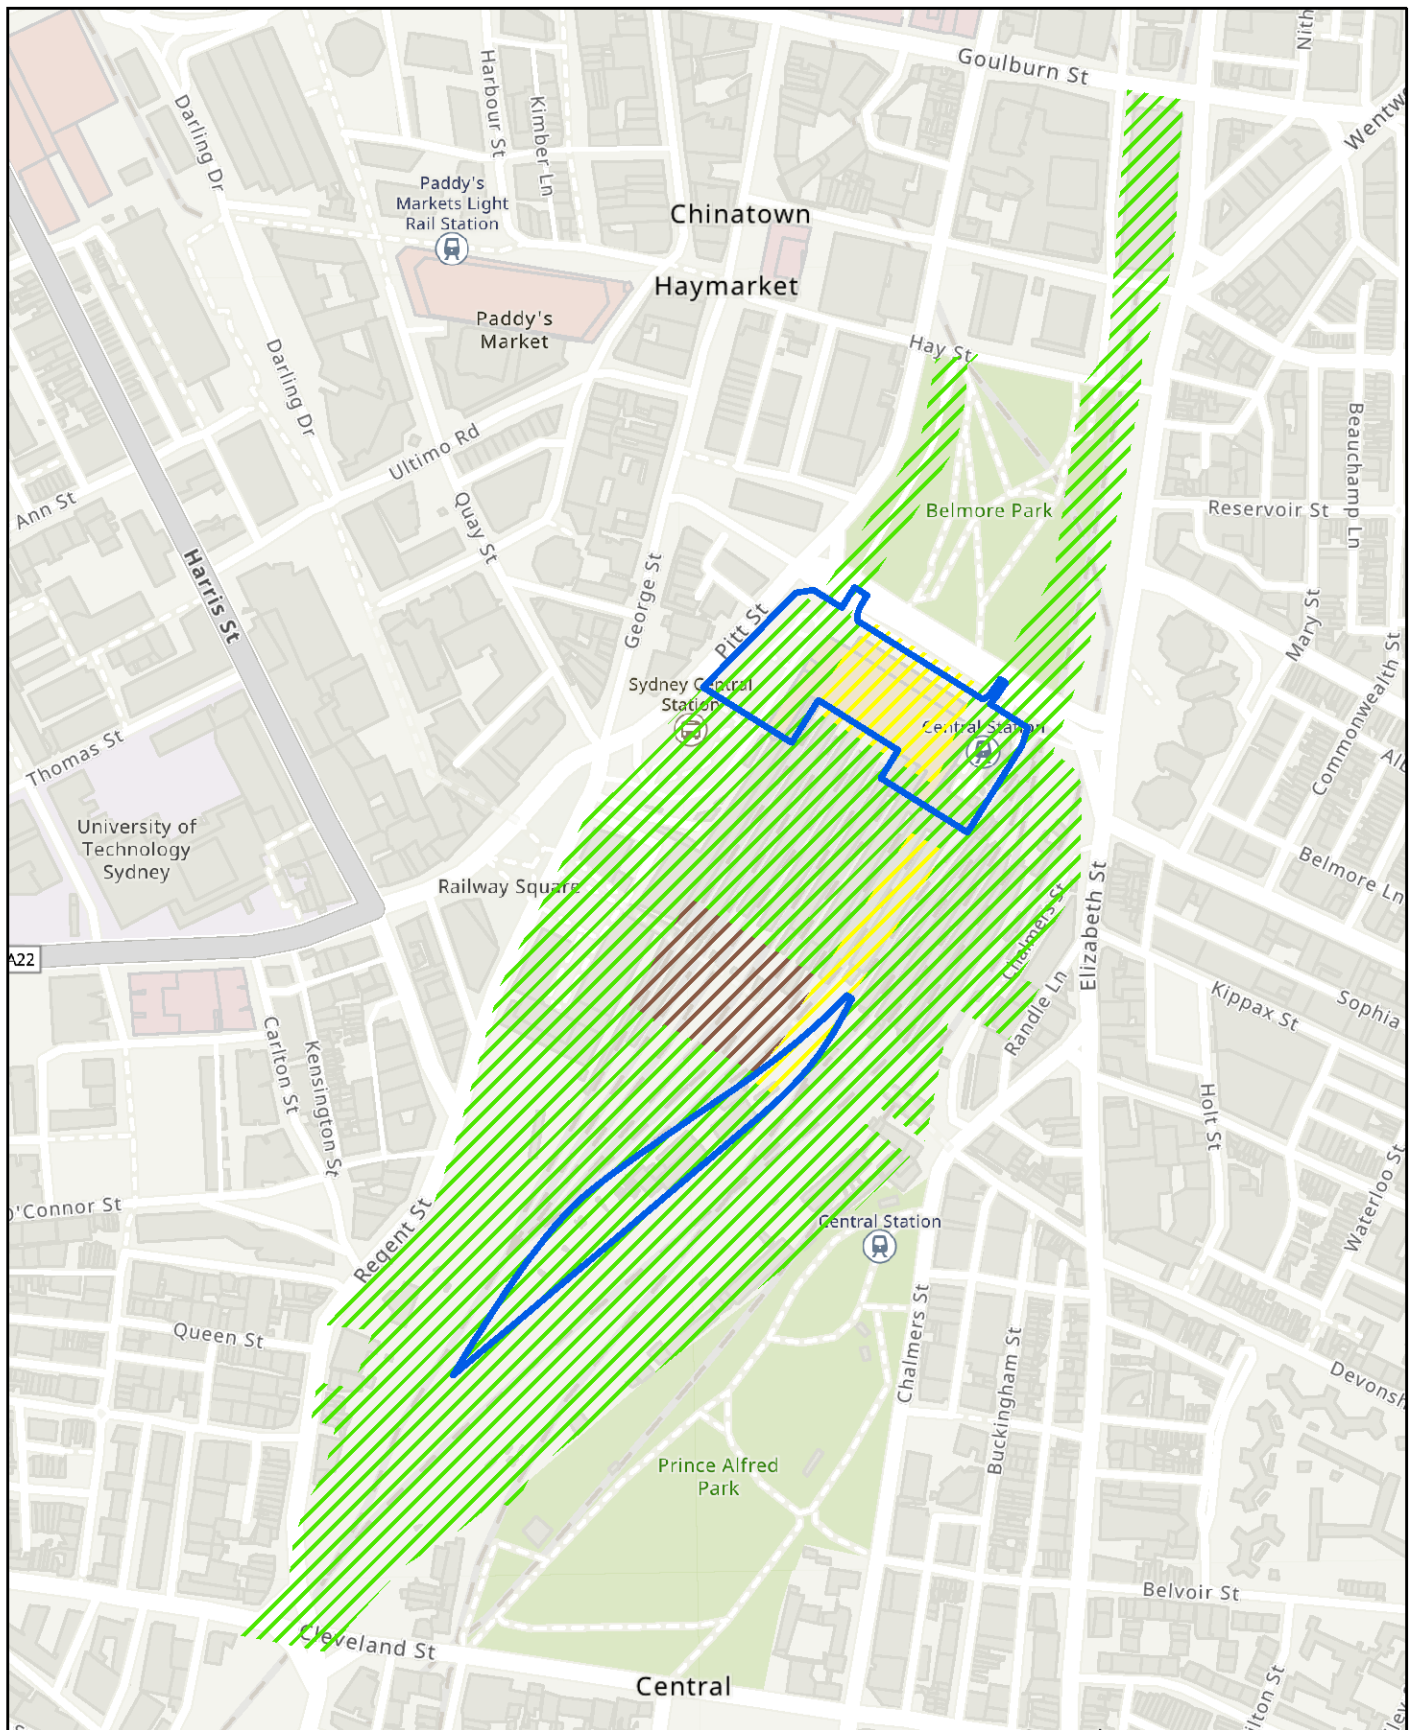 Goulburn St
Harbour St
Kimber Ln
Darling Dr
Paddy's
Markets Light
Rail Station
Chinatown
Haymarket
Paddy's
Market
Hay St
Darling Dr
Ultimo Rd
Quay St
Ann St
Harris St
George St
Pitt St
Belmore Park
Reservoir St
Beauchamp Ln
Mary St
Commonwealth St
Sydney Central
Station
Central Station
Thomas St
University of
Technology
Sydney
Railway Square
Chalmers St
Elizabeth St
Belmore Ln
A22
Randle Ln
Kippax St
Sophia
Carlton St
Kensington St
Holt St
Waterloo St
O'Connor St
Regent St
Central Station
Queen St
Chalmers St
Buckingham St
Devonsh
Prince Alfred
Park
Belvoir St
Cleveland St
Central